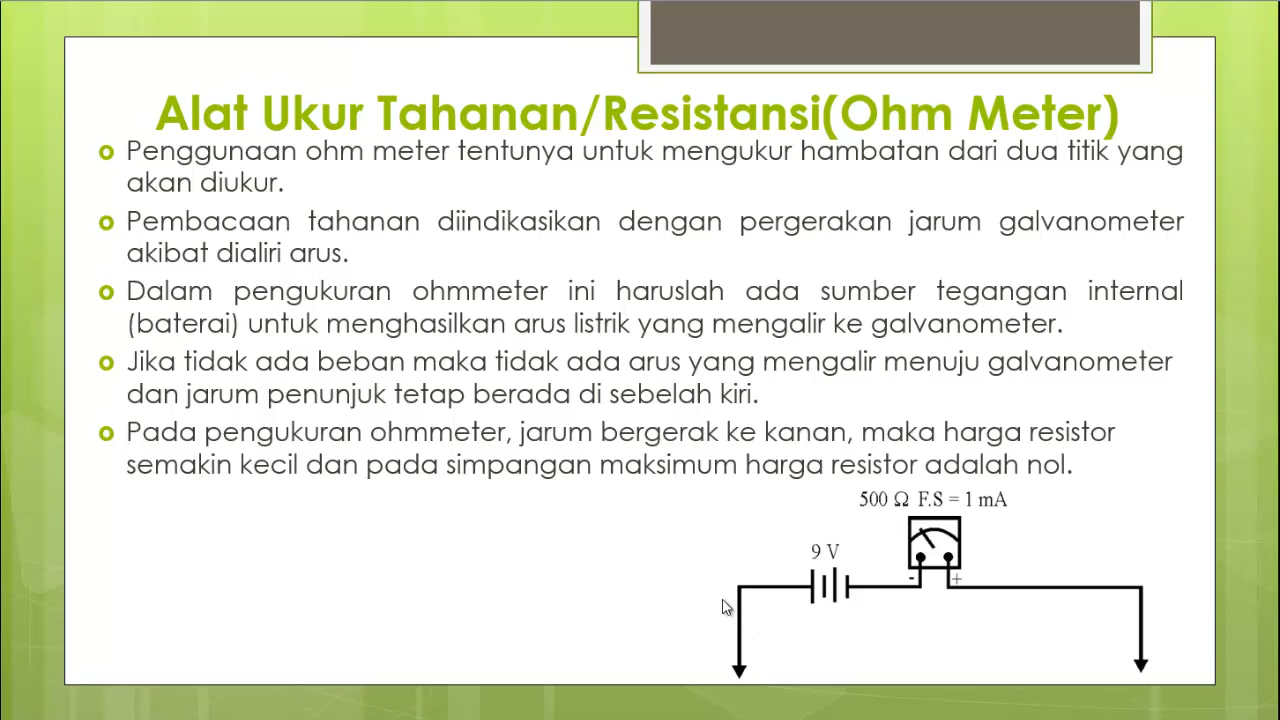 Alat Ukur Tahanan/Resistansi(Ohm Meter)
Penggunaan ohm meter tentunya untuk mengukur hambatan dari dua titik yang
akan diukur.
Pembacaan tahanan diindikasikan dengan pergerakan jarum galvanometer
akibat dialiri arus.
Dalam pengukuran ohmmeter ini haruslah ada sumber tegangan internal
(baterai) untuk menghasilkan arus listrik yang mengalir ke galvanometer.
Jika tidak ada beban maka tidak ada arus yang mengalir menuju galvanometer
dan jarum penunjuk tetap berada di sebelah kiri.
Pada pengukuran ohmmeter, jarum bergerak ke kanan, maka harga resistor
semakin kecil dan pada simpangan maksimum harga resistor adalah nol.
500 Ω F.S = 1 mA
9 V
- +